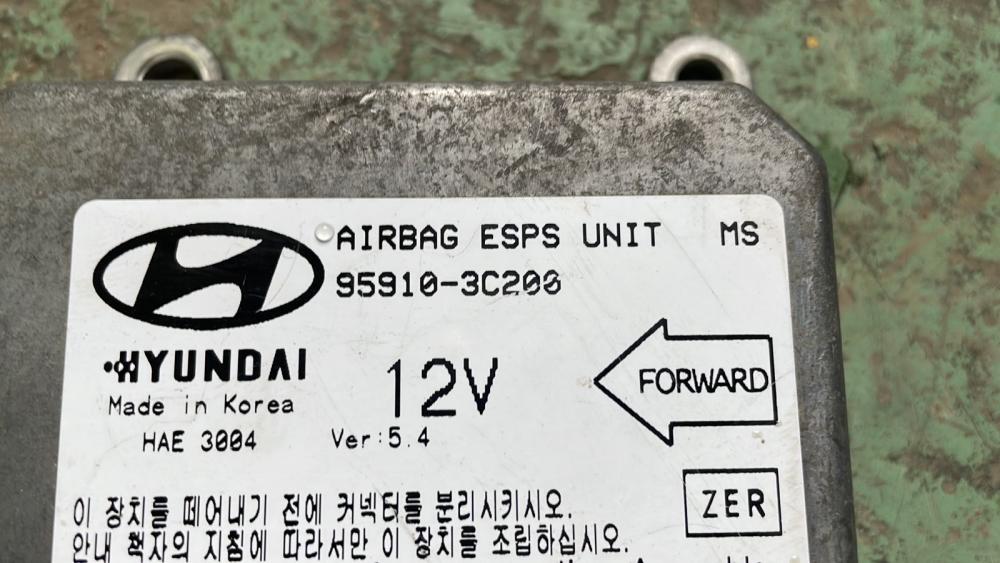 AIRBAG ESPS UNIT MS
95910-3C200
HYUNDAI
12V
FORWARD
Made in Korea
HAE 3004
Ver:5.4
ZER
이 장치를 떼어내기 전에 커넥터를 분리시키시오.
안내 책자의 지침에 따라서만 이 장치를 조립하십시오.